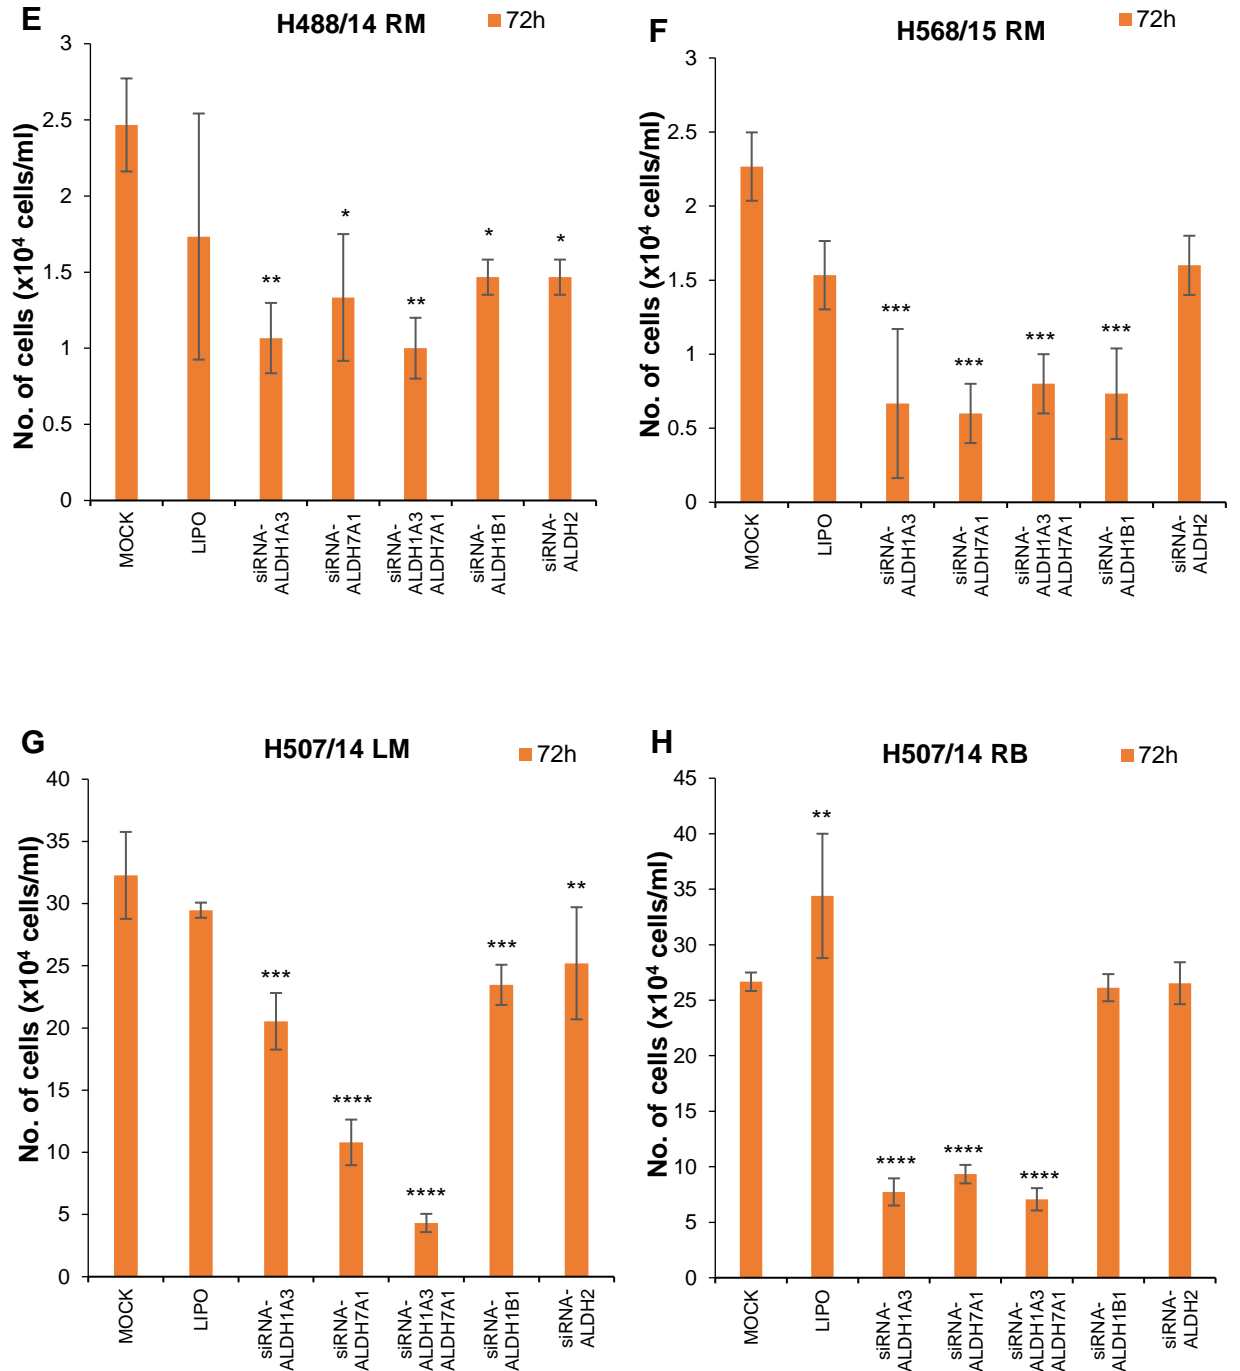 E
H488/14 RM
72h
No. of cells (x10⁴ cells/ml)
3
2.5
2
1.5
1
0.5
0
**
*
**
*
*
MOCK
LIPO
siRNA-
ALDH1A3
siRNA-
ALDH7A1
siRNA-
ALDH1A3
ALDH7A1
siRNA-
ALDH1B1
siRNA-
ALDH2
F
H568/15 RM
No. of cells (x10⁴ cells/ml)
3
2.5
2
1.5
1
0.5
0
***
***
***
***
MOCK
LIPO
siRNA-
ALDH1A3
siRNA-
ALDH7A1
siRNA-
ALDH1A3
ALDH7A1
siRNA-
ALDH1B1
siRNA-
ALDH2
G
H507/14 LM
72h
No. of cells (x10⁴ cells/ml)
40
35
30
25
20
15
10
5
0
***
****
****
***
**
MOCK
LIPO
siRNA-
ALDH1A3
siRNA-
ALDH7A1
siRNA-
ALDH1A3
ALDH7A1
siRNA-
ALDH1B1
siRNA-
ALDH2
H
H507/14 RB
72h
No. of cells (x10⁴ cells/ml)
45
40
35
30
25
20
15
10
5
0
**
****
****
****
MOCK
LIPO
siRNA-
ALDH1A3
siRNA-
ALDH7A1
siRNA-
ALDH1A3
ALDH7A1
siRNA-
ALDH1B1
siRNA-
ALDH2
72h